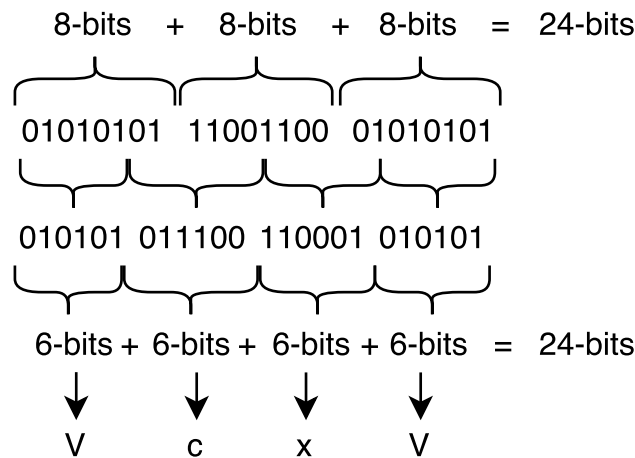 8-bits + 8-bits + 8-bits = 24-bits
01010101 11001100 01010101
010101 011100 110001 010101
6-bits + 6-bits + 6-bits + 6-bits = 24-bits
V c x V